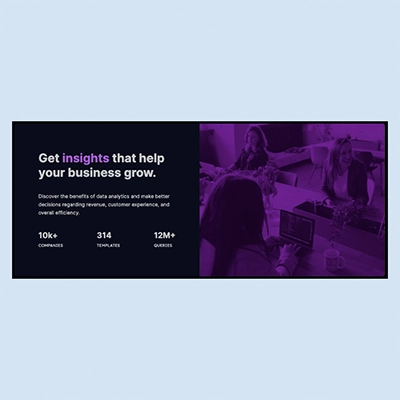 Get insights that help
your business grow.
Discover the benefits of data analytics and make better
decisions regarding revenue, customer experience, and
overall efficiency.
10k+ 314 12M+
COMPANIES TEMPLATES QUERIES